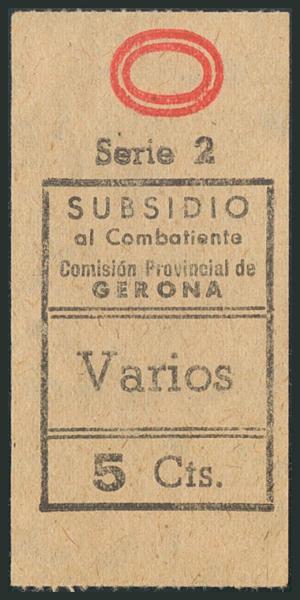 Serie 2
SUBSIDIO
al Combatiente
Comisión Provincial de
GERONA
Varios
5 Cts.